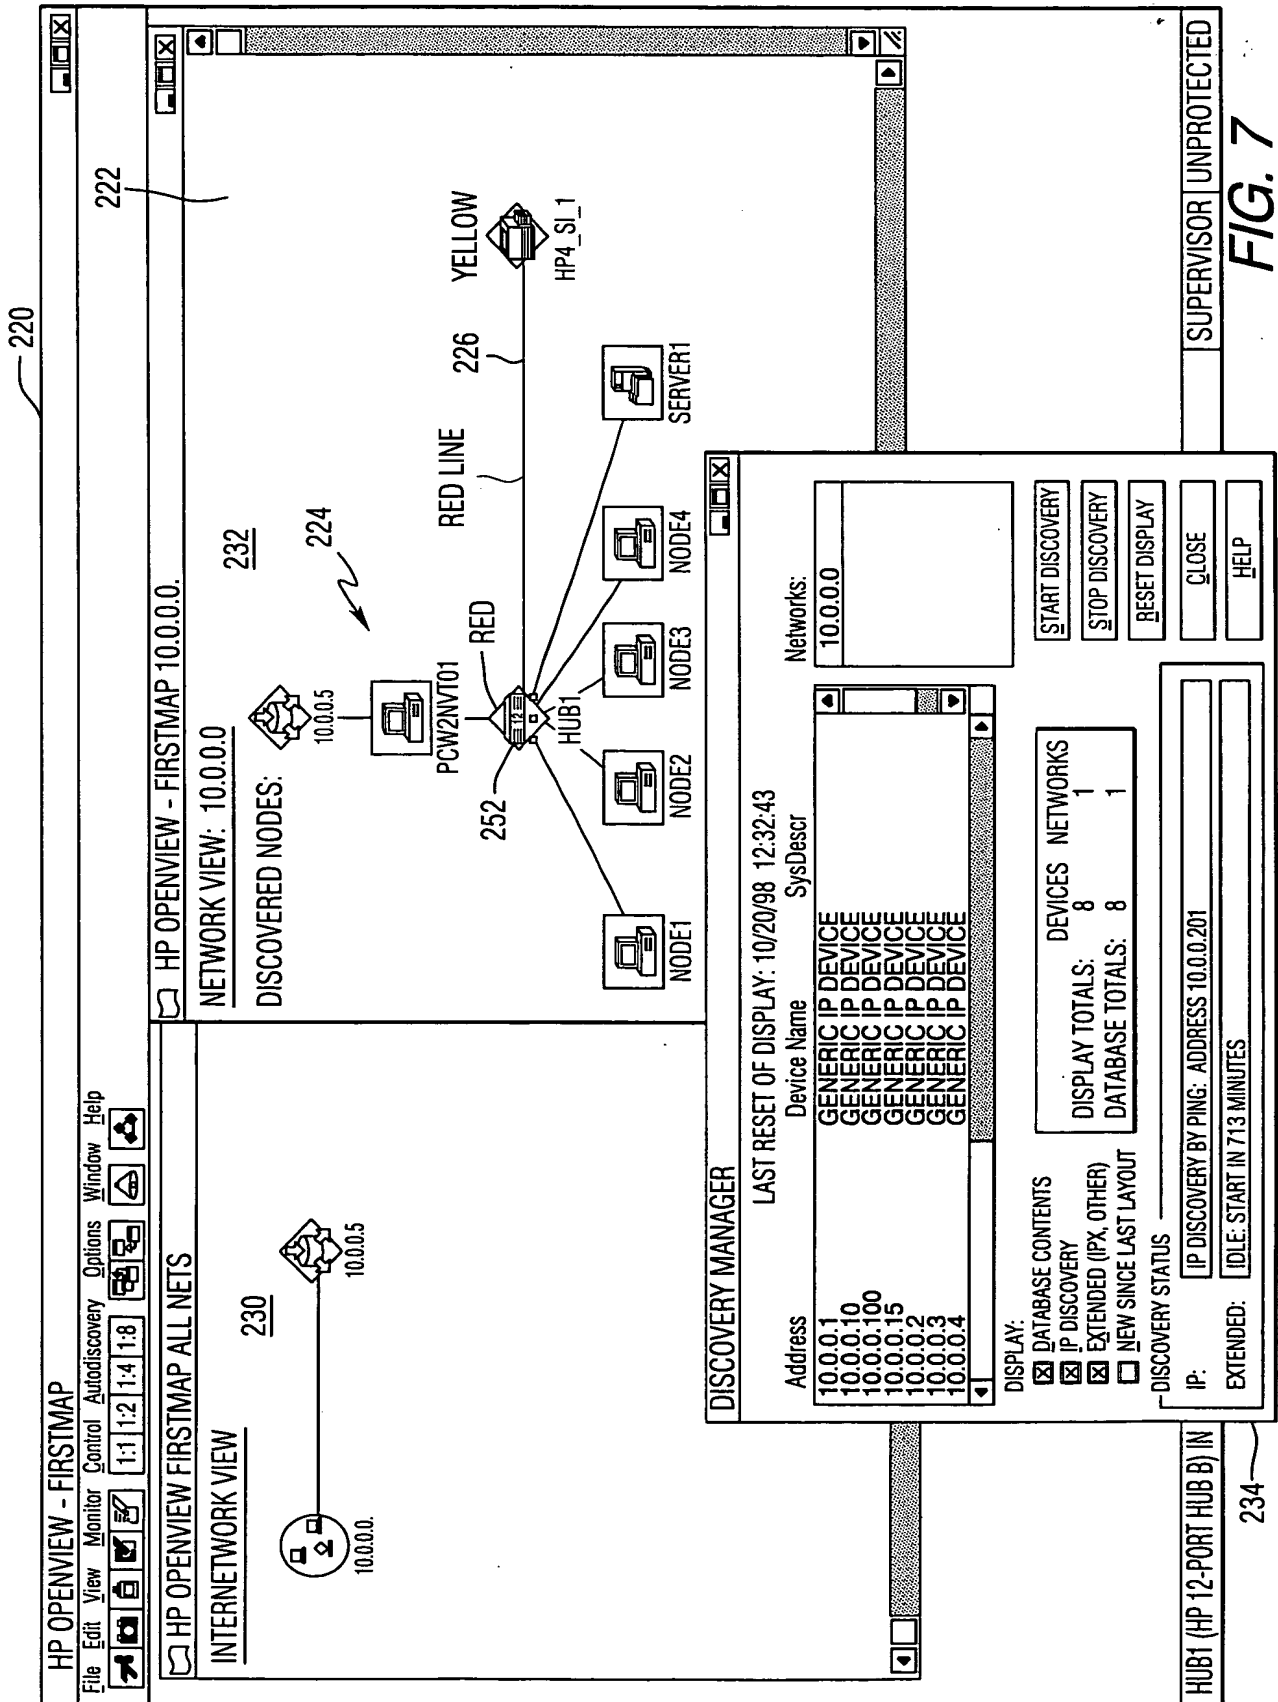 220
HP OPENVIEW - FIRSTMAP
File Edit View Monitor Control Autodiscovery Options Window Help
1:1 1:2 1:4 1:8
HP OPENVIEW FIRSTMAP ALL NETS
INTERNETWORK VIEW
230
10.0.0.0.
10.0.0.5
HP OPENVIEW - FIRSTMAP 10.0.0.0.
222
NETWORK VIEW: 10.0.0.0
232
DISCOVERED NODES:
224
10.0.0.5
PCW2NVT01
252
RED
12
HUB1
RED LINE
226
YELLOW
HP4_SI_1
NODE1
NODE2
NODE3
NODE4
SERVER1
DISCOVERY MANAGER
LAST RESET OF DISPLAY: 10/20/98 12:32:43
Address Device Name SysDescr
10.0.0.1 GENERIC IP DEVICE
10.0.0.10 GENERIC IP DEVICE
10.0.0.100 GENERIC IP DEVICE
10.0.0.15 GENERIC IP DEVICE
10.0.0.2 GENERIC IP DEVICE
10.0.0.3 GENERIC IP DEVICE
10.0.0.4 GENERIC IP DEVICE
Networks:
10.0.0.0
DISPLAY:
DATABASE CONTENTS
IP DISCOVERY
EXTENDED (IPX, OTHER)
NEW SINCE LAST LAYOUT
DEVICES NETWORKS
DISPLAY TOTALS: 8 1
DATABASE TOTALS: 8 1
START DISCOVERY
STOP DISCOVERY
RESET DISPLAY
CLOSE
HELP
DISCOVERY STATUS
IP: IP DISCOVERY BY PING: ADDRESS 10.0.0.201
EXTENDED: IDLE: START IN 713 MINUTES
HUB1 (HP 12-PORT HUB B) IN
SUPERVISOR UNPROTECTED
234
FIG. 7